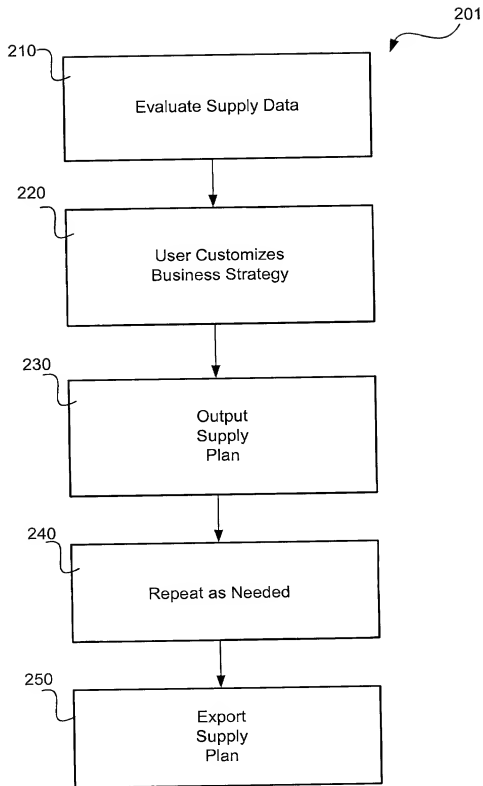 201
210
Evaluate Supply Data
220
User Customizes
Business Strategy
230
Output
Supply
Plan
240
Repeat as Needed
250
Export
Supply
Plan